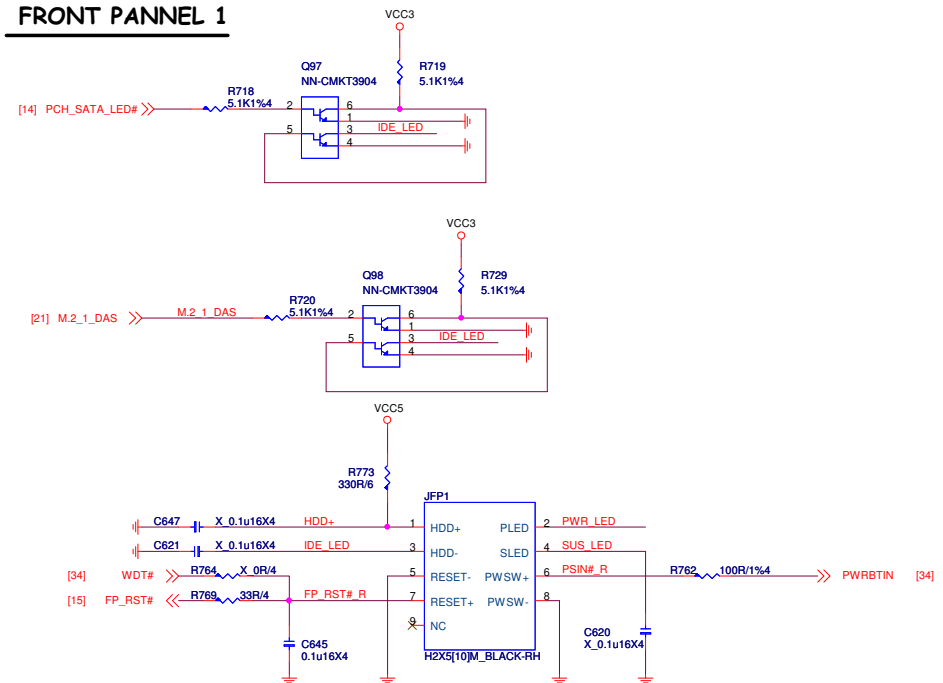 FRONT PANNEL 1
VCC3
Q97
NN-CMKT3904
R719
5.1K1%4
R718
5.1K1%4
[14] PCH_SATA_LED#
2
6
1
5
3
IDE_LED
4
VCC3
Q98
NN-CMKT3904
R729
5.1K1%4
R720
5.1K1%4
[21] M.2_1_DAS
M.2_1_DAS
2
6
1
5
3
IDE_LED
4
VCC5
R773
330R/6
JFP1
C647 X_0.1u16X4 HDD+ 1 HDD+ PLED 2 PWR_LED
C621 X_0.1u16X4 IDE_LED 3 HDD- SLED 4 SUS_LED
[34] WDT# R764 X_0R/4 5 RESET- PWSW+ 6 PSIN#_R R762 100R/1%4 PWRBTIN [34]
[15] FP_RST# R769 33R/4 FP_RST#_R 7 RESET+ PWSW- 8
9 NC
C645
0.1u16X4
H2X5[10]M_BLACK-RH
C620
X_0.1u16X4